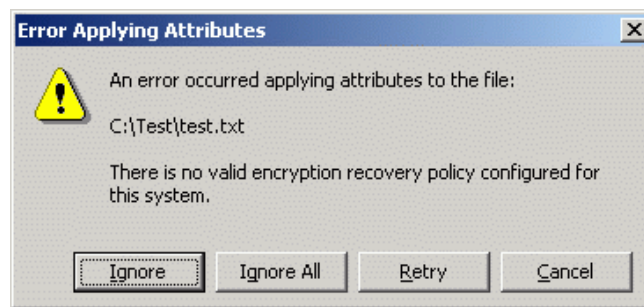 Error Applying Attributes
An error occurred applying attributes to the file:
C:\Test\test.txt
There is no valid encryption recovery policy configured for
this system.
Ignore Ignore All Retry Cancel